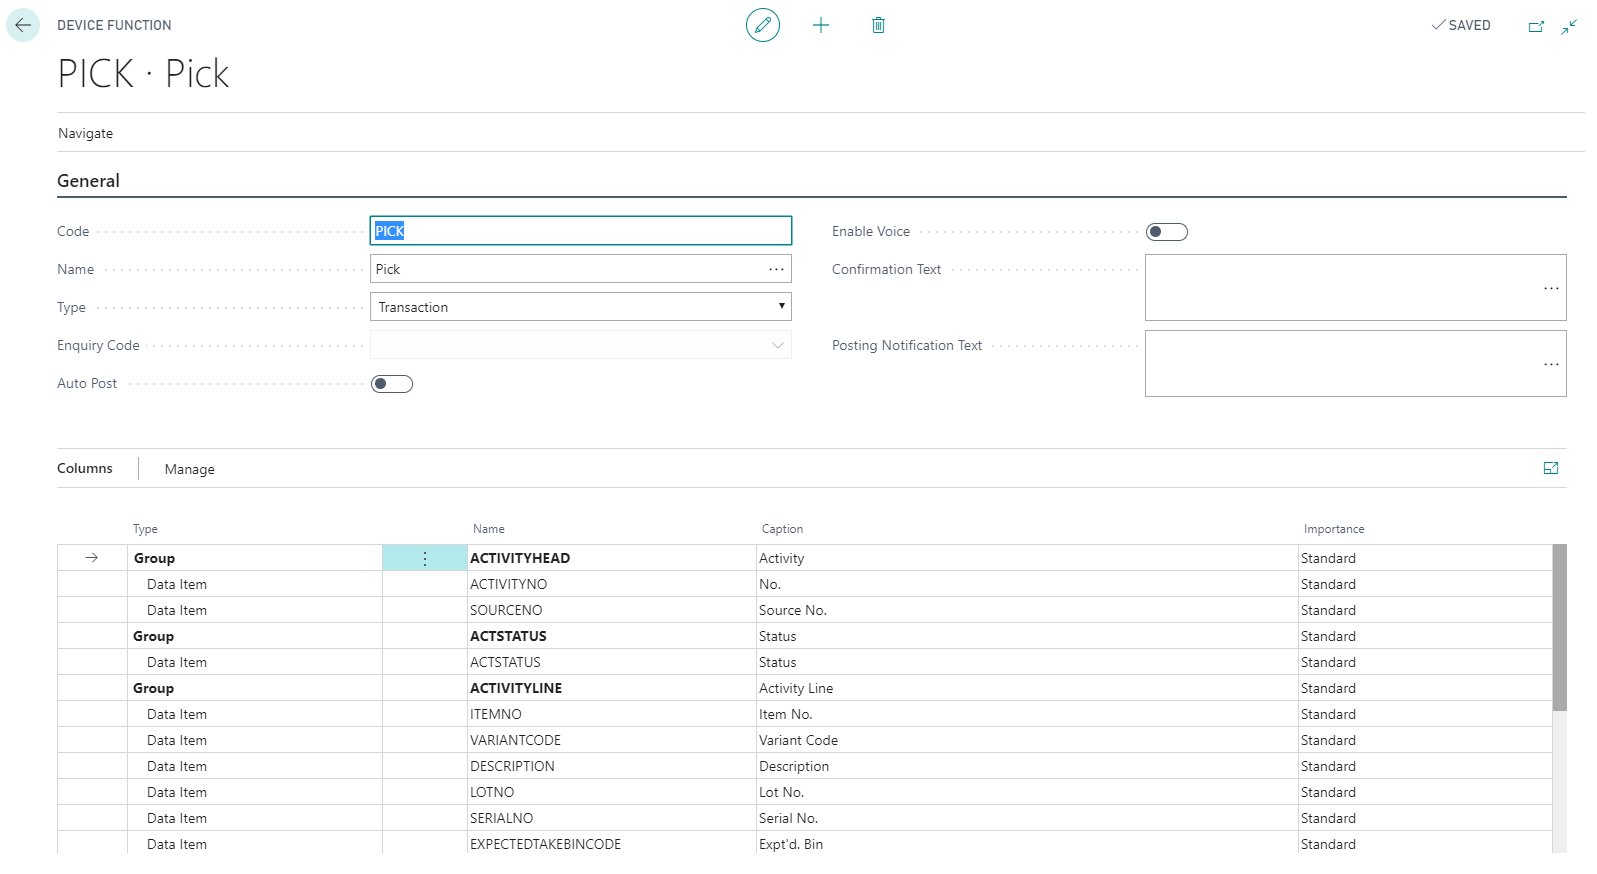 DEVICE FUNCTION
SAVED
PICK · Pick
Navigate
General
Code PICK
Enable Voice
Name Pick ...
Confirmation Text ...
Type Transaction
Enquiry Code
Posting Notification Text ...
Auto Post
Columns Manage
Type Name Caption Importance
Group ACTIVITYHEAD Activity Standard
Data Item ACTIVITYNO No. Standard
Data Item SOURCENO Source No. Standard
Group ACTSTATUS Status Standard
Data Item ACTSTATUS Status Standard
Group ACTIVITYLINE Activity Line Standard
Data Item ITEMNO Item No. Standard
Data Item VARIANTCODE Variant Code Standard
Data Item DESCRIPTION Description Standard
Data Item LOTNO Lot No. Standard
Data Item SERIALNO Serial No. Standard
Data Item EXPECTEDTAKEBINCODE Expt'd. Bin Standard